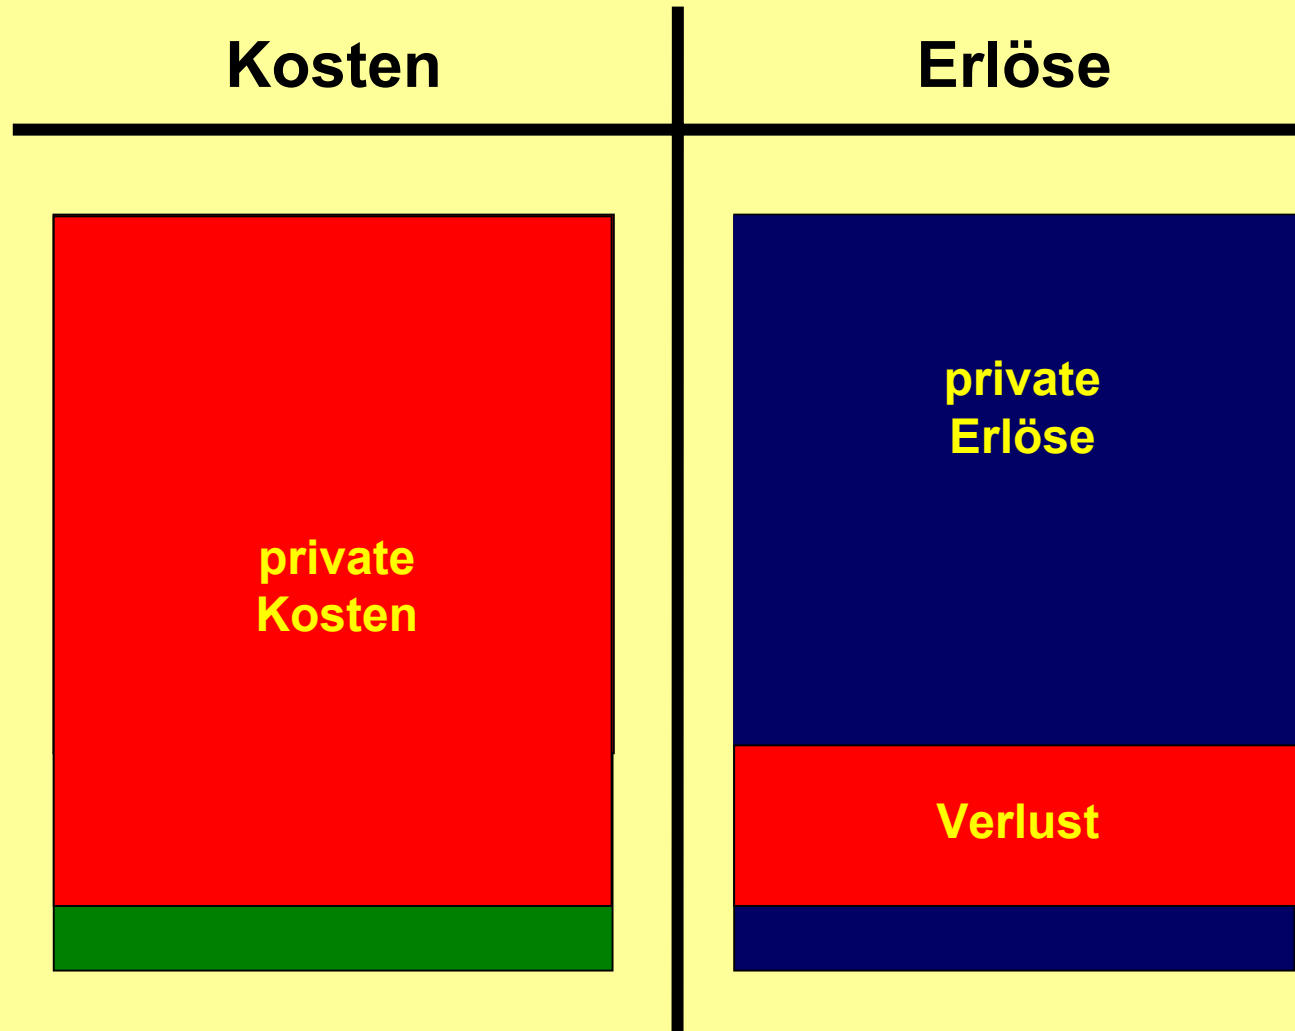 Kosten
Erlöse
private
Kosten
private
Erlöse
Verlust